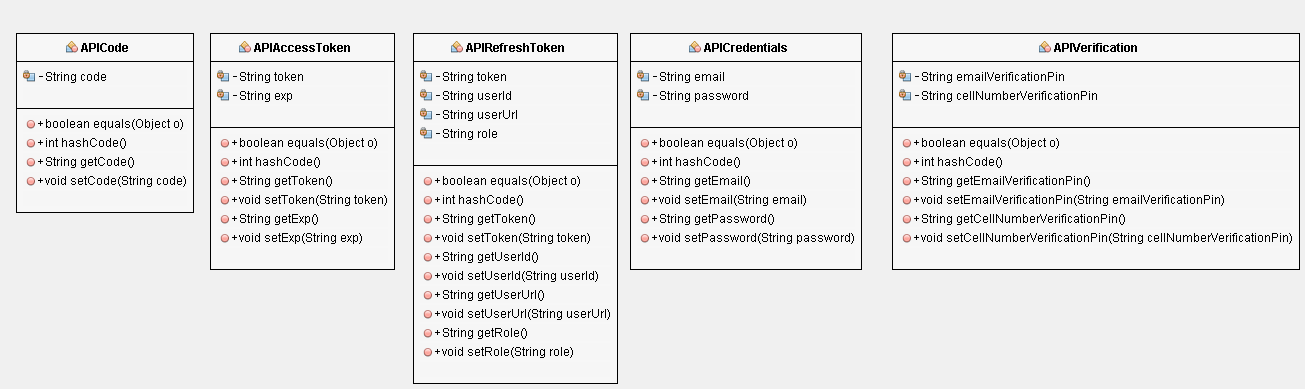 APICode
-String code
+boolean equals(Object o)
+int hashCode()
+String getCode()
+void setCode(String code)
APIAccessToken
-String token
-String exp
+boolean equals(Object o)
+int hashCode()
+String getToken()
+void setToken(String token)
+String getExp()
+void setExp(String exp)
APIRefreshToken
-String token
-String userId
-String userUrl
-String role
+boolean equals(Object o)
+int hashCode()
+String getToken()
+void setToken(String token)
+String getUserId()
+void setUserId(String userId)
+String getUserUrl()
+void setUserUrl(String userUrl)
+String getRole()
+void setRole(String role)
APICredentials
-String email
-String password
+boolean equals(Object o)
+int hashCode()
+String getEmail()
+void setEmail(String email)
+String getPassword()
+void setPassword(String password)
APIVerification
-String emailVerificationPin
-String cellNumberVerificationPin
+boolean equals(Object o)
+int hashCode()
+String getEmailVerificationPin()
+void setEmailVerificationPin(String emailVerificationPin)
+String getCellNumberVerificationPin()
+void setCellNumberVerificationPin(String cellNumberVerificationPin)